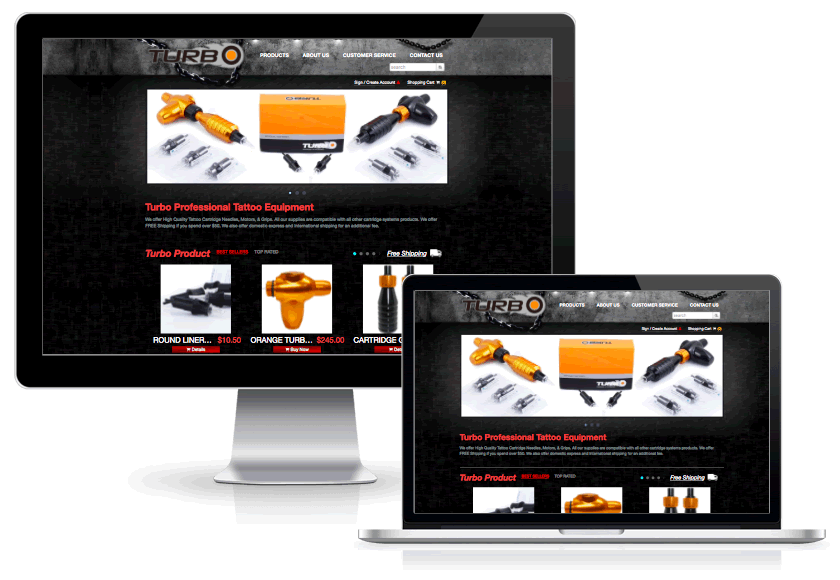 TURBO
PRODUCTS ABOUT US CUSTOMER SERVICE CONTACT US
search
Sign / Create Account Shopping Cart (0)
TURBO
TURBO
Turbo Professional Tattoo Equipment
We offer High Quality Tattoo Cartridge Needles, Motors, & Grips. All our supplies are compatible with all other cartridge systems products. We offer
FREE Shipping if you spend over $50. We also offer domestic express and international shipping for an additional fee.
Turbo Product BEST SELLERS TOP RATED Free Shipping
ROUND LINER... $10.50 ORANGE TURB... $245.00 CARTRIDGE G
Details Buy Now Det
TURBO
PRODUCTS ABOUT US CUSTOMER SERVICE CONTACT US
search
Sign / Create Account Shopping Cart (0)
TURBO
TURBO
Turbo Professional Tattoo Equipment
We offer High Quality Tattoo Cartridge Needles, Motors, & Grips. All our supplies are compatible with all other cartridge systems products. We offer
FREE Shipping if you spend over $50. We also offer domestic express and international shipping for an additional fee.
Turbo Product BEST SELLERS TOP RATED Free Shipping